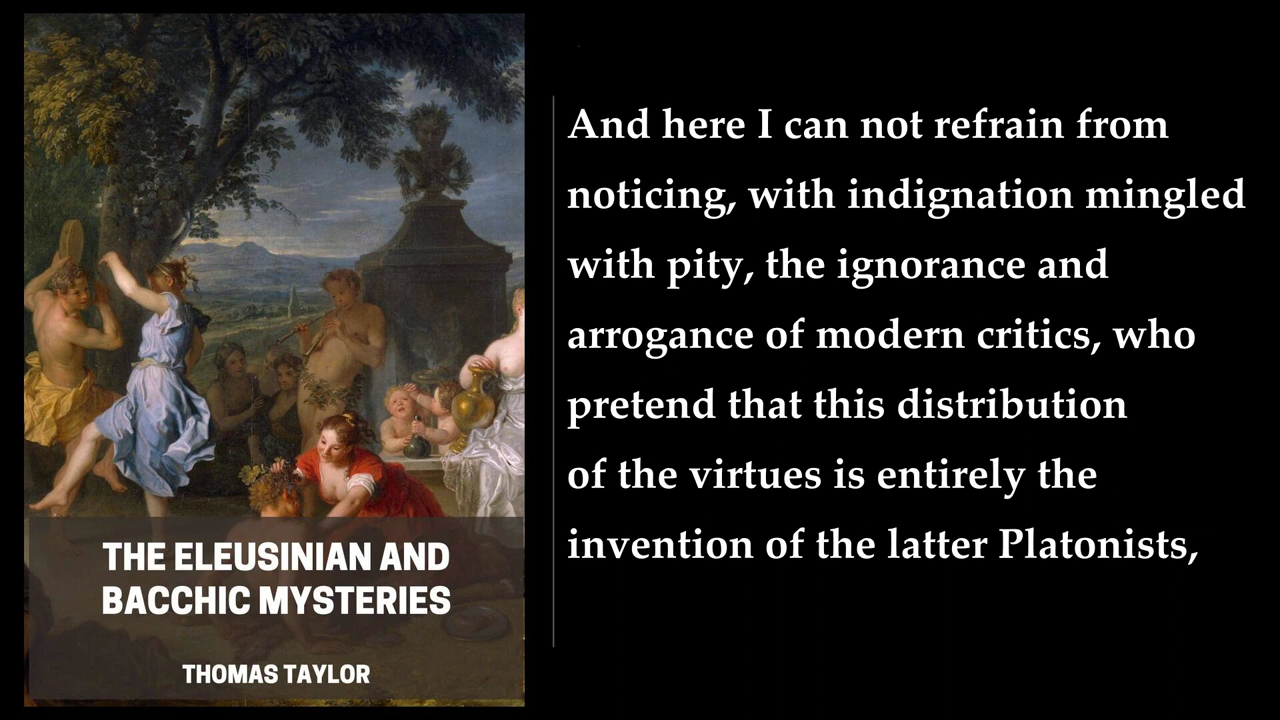 THE ELEUSINIAN AND
BACCHIC MYSTERIES
THOMAS TAYLOR
And here I can not refrain from
noticing, with indignation mingled
with pity, the ignorance and
arrogance of modern critics, who
pretend that this distribution
of the virtues is entirely the
invention of the latter Platonists,